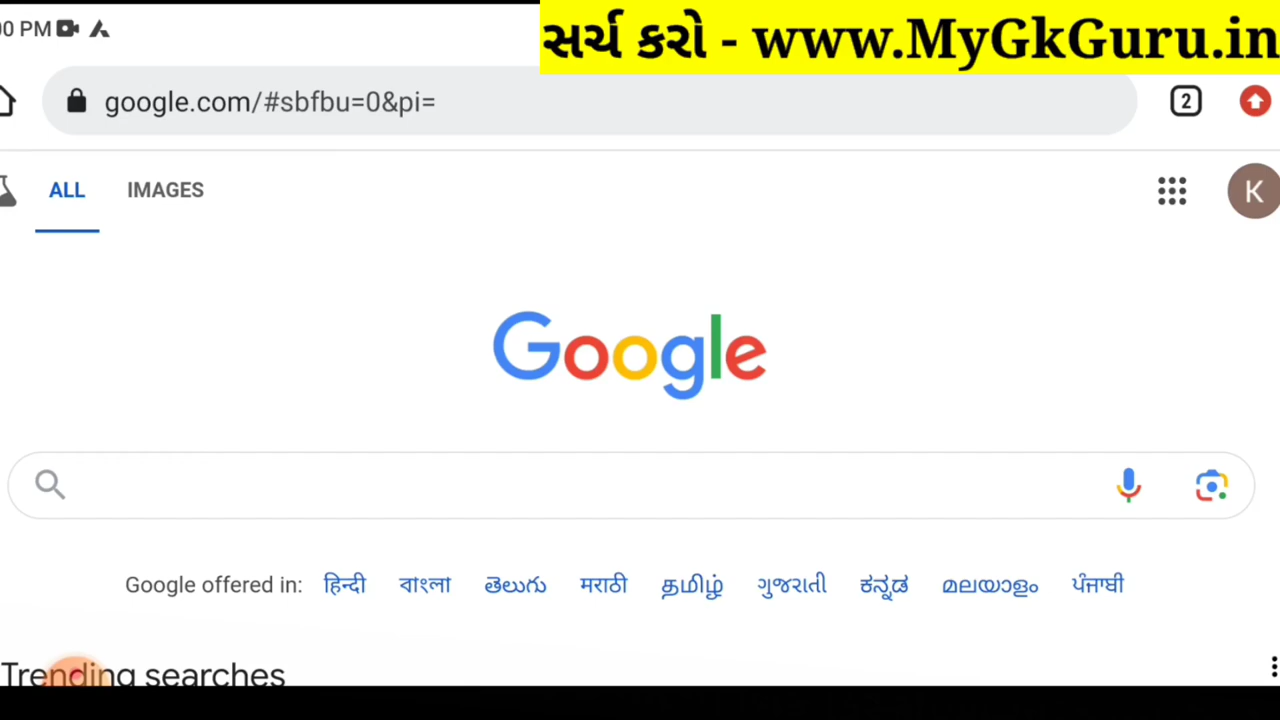 :00 PM
સર્ચ કરો - www.MyGkGuru.in
google.com/#sbfbu=0&pi=
2
ALL IMAGES
K
Google
Google offered in: हिन्दी বাংলা తెలుగు मराठी தமிழ் ગુજરાતી ಕನ್ನಡ മലയാളം ਪੰਜਾਬੀ
Trending searches